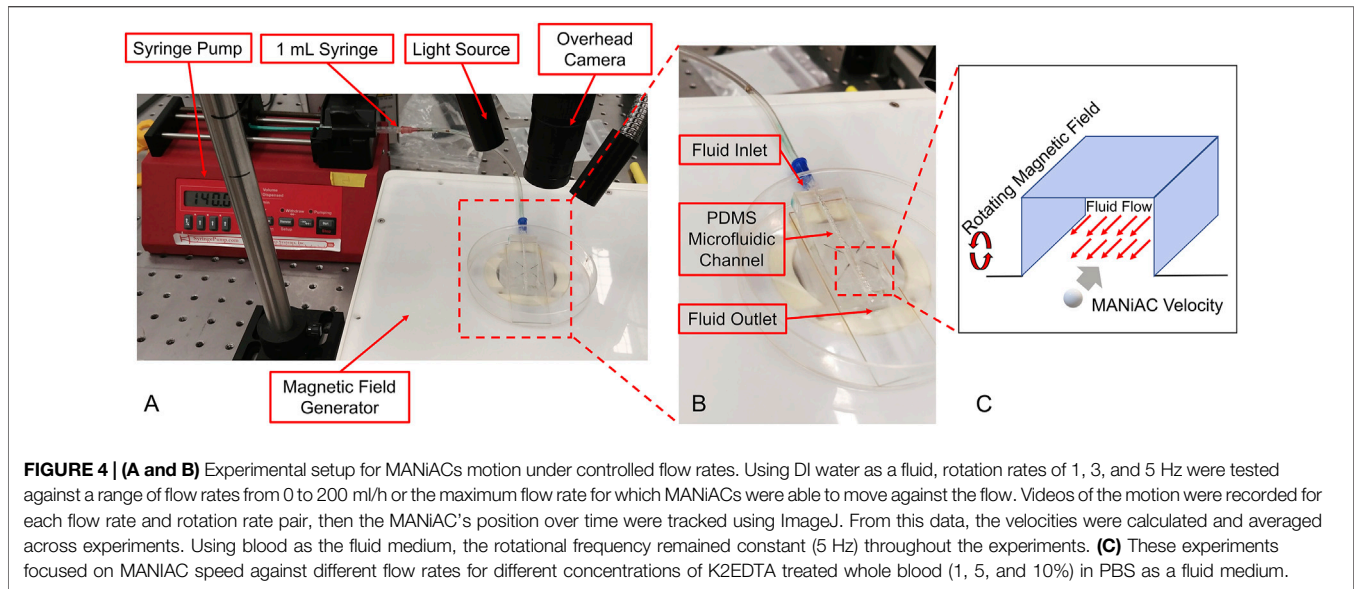 Syringe Pump
1 mL Syringe
Light Source
Overhead
Camera
140.0
Magnetic Field
Generator
A
Fluid Inlet
PDMS
Microfluidic
Channel
Fluid Outlet
B
Rotating Magnetic Field
Fluid Flow
MANiAC Velocity
C
FIGURE 4 | (A and B) Experimental setup for MANiACs motion under controlled flow rates. Using DI water as a fluid, rotation rates of 1, 3, and 5 Hz were tested
against a range of flow rates from 0 to 200 ml/h or the maximum flow rate for which MANiACs were able to move against the flow. Videos of the motion were recorded for
each flow rate and rotation rate pair, then the MANiAC's position over time were tracked using ImageJ. From this data, the velocities were calculated and averaged
across experiments. Using blood as the fluid medium, the rotational frequency remained constant (5 Hz) throughout the experiments. (C) These experiments
focused on MANIAC speed against different flow rates for different concentrations of K2EDTA treated whole blood (1, 5, and 10%) in PBS as a fluid medium.